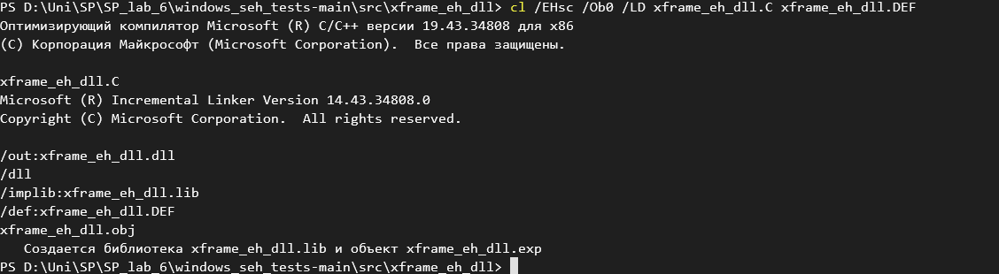 PS D:\Uni\SP\SP_lab_6\windows_seh_tests-main\src\xframe_eh_dll> cl /EHsc /Ob0 /LD xframe_eh_dll.C xframe_eh_dll.DEF
Оптимизирующий компилятор Microsoft (R) C/C++ версии 19.43.34808 для x86
(C) Корпорация Майкрософт (Microsoft Corporation).  Все права защищены.

xframe_eh_dll.C
Microsoft (R) Incremental Linker Version 14.43.34808.0
Copyright (C) Microsoft Corporation.  All rights reserved.

/out:xframe_eh_dll.dll
/dll
/implib:xframe_eh_dll.lib
/def:xframe_eh_dll.DEF
xframe_eh_dll.obj
   Создается библиотека xframe_eh_dll.lib и объект xframe_eh_dll.exp
PS D:\Uni\SP\SP_lab_6\windows_seh_tests-main\src\xframe_eh_dll>